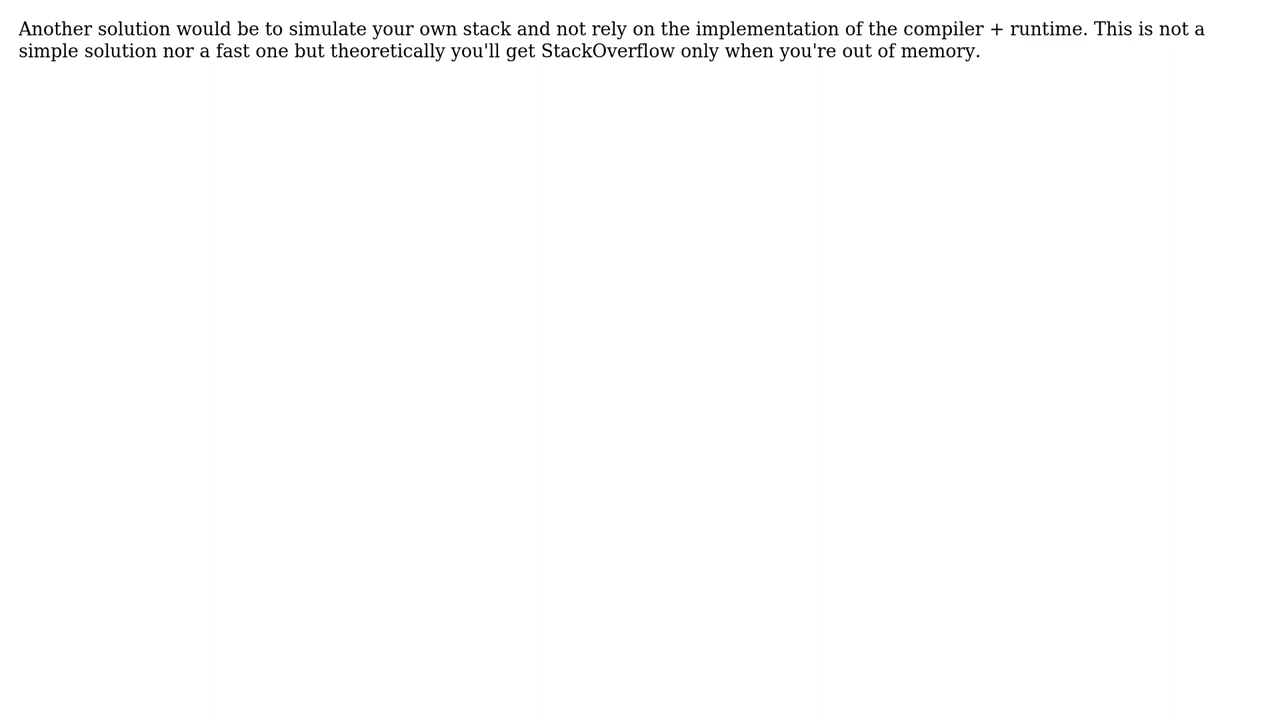 Another solution would be to simulate your own stack and not rely on the implementation of the compiler + runtime. This is not a
simple solution nor a fast one but theoretically you'll get StackOverflow only when you're out of memory.